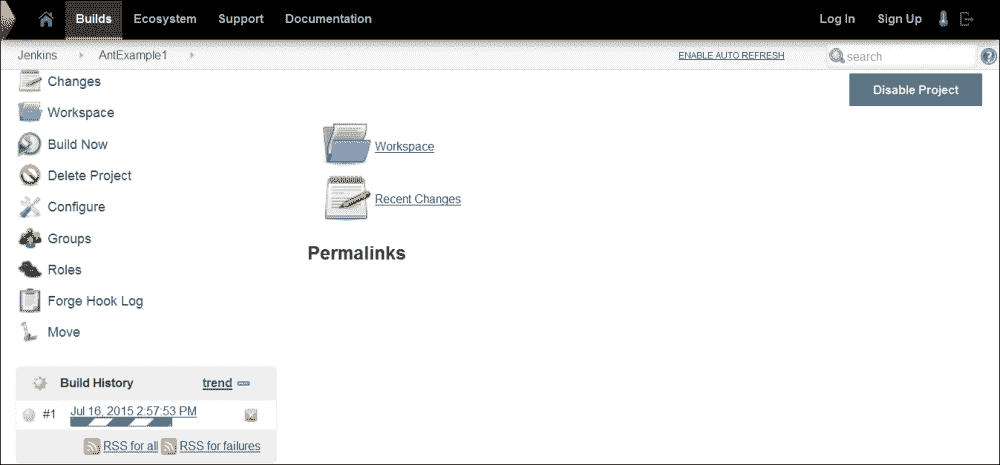 Builds Ecosystem Support Documentation Log In Sign Up
Jenkins AntExample1 ENABLE AUTO REFRESH search
Changes
Workspace
Build Now
Delete Project
Configure
Groups
Roles
Forge Hook Log
Move
Build History trend
#1 Jul 16, 2015 2:57:53 PM
RSS for all RSS for failures
Disable Project
Workspace
Recent Changes
Permalinks